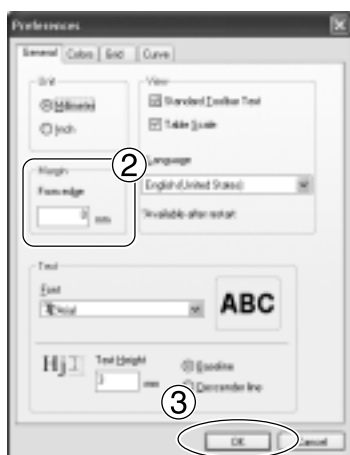 Preferences
General Colors Grid Curve
Unit
Millimeter
Inch
View
Standard Toolbar Text
Table Scale
②
Margin
From edge
mm
Language
English (United States)
*Available after restart
Text
Font
Arial
ABC
Text Height
3 mm
Baseline
Descender line
③
OK Cancel